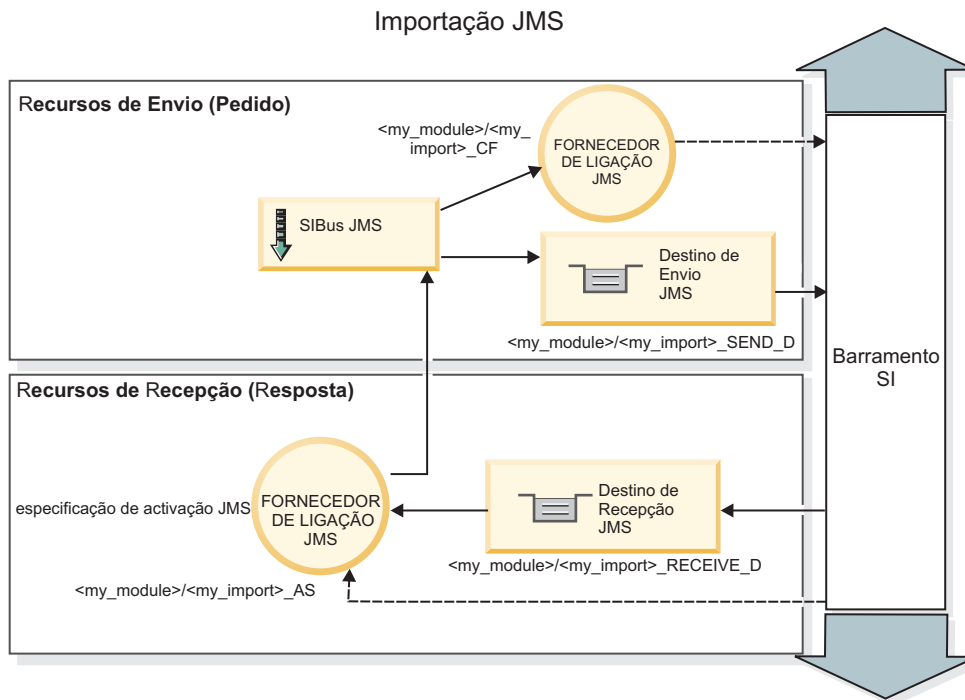 Importação JMS
Recursos de Envio (Pedido)
<my_module>/<my_
import>_CF
FORNECEDOR
DE LIGAÇÃO
JMS
SIBus JMS
Destino de
Envio
JMS
<my_module>/<my_import>_SEND_D
Barramento
SI
Recursos de Recepção (Resposta)
especificação de activação JMS
FORNECEDOR
DE LIGAÇÃO
JMS
Destino de
Recepção
JMS
<my_module>/<my_import>_RECEIVE_D
<my_module>/<my_import>_AS